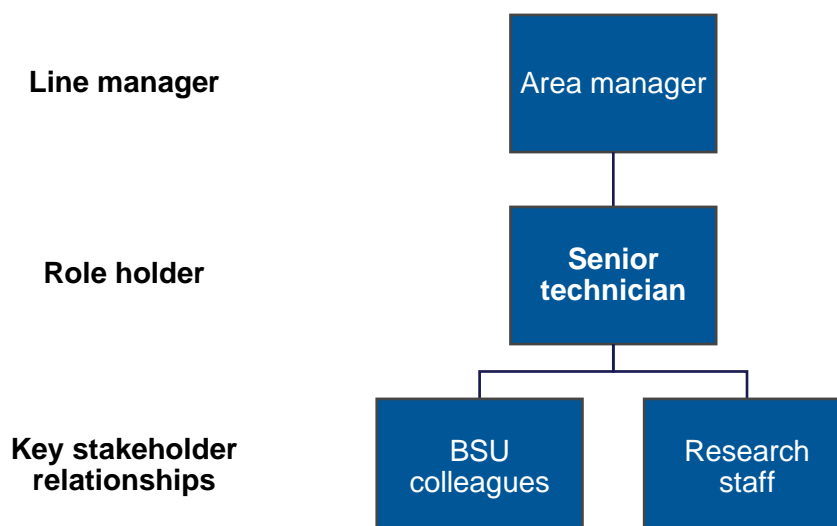 Line manager
Area manager
Role holder
Senior
technician
Key stakeholder
relationships
BSU
colleagues
Research
staff